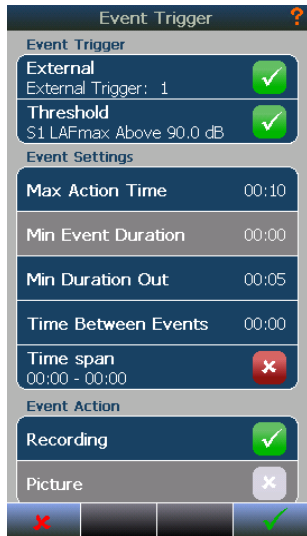 Event Trigger ?
Event Trigger
External
External Trigger: 1
Threshold
S1 LAFmax Above 90.0 dB
Event Settings
Max Action Time 00:10
Min Event Duration 00:00
Min Duration Out 00:05
Time Between Events 00:00
Time span
00:00 - 00:00
Event Action
Recording
Picture